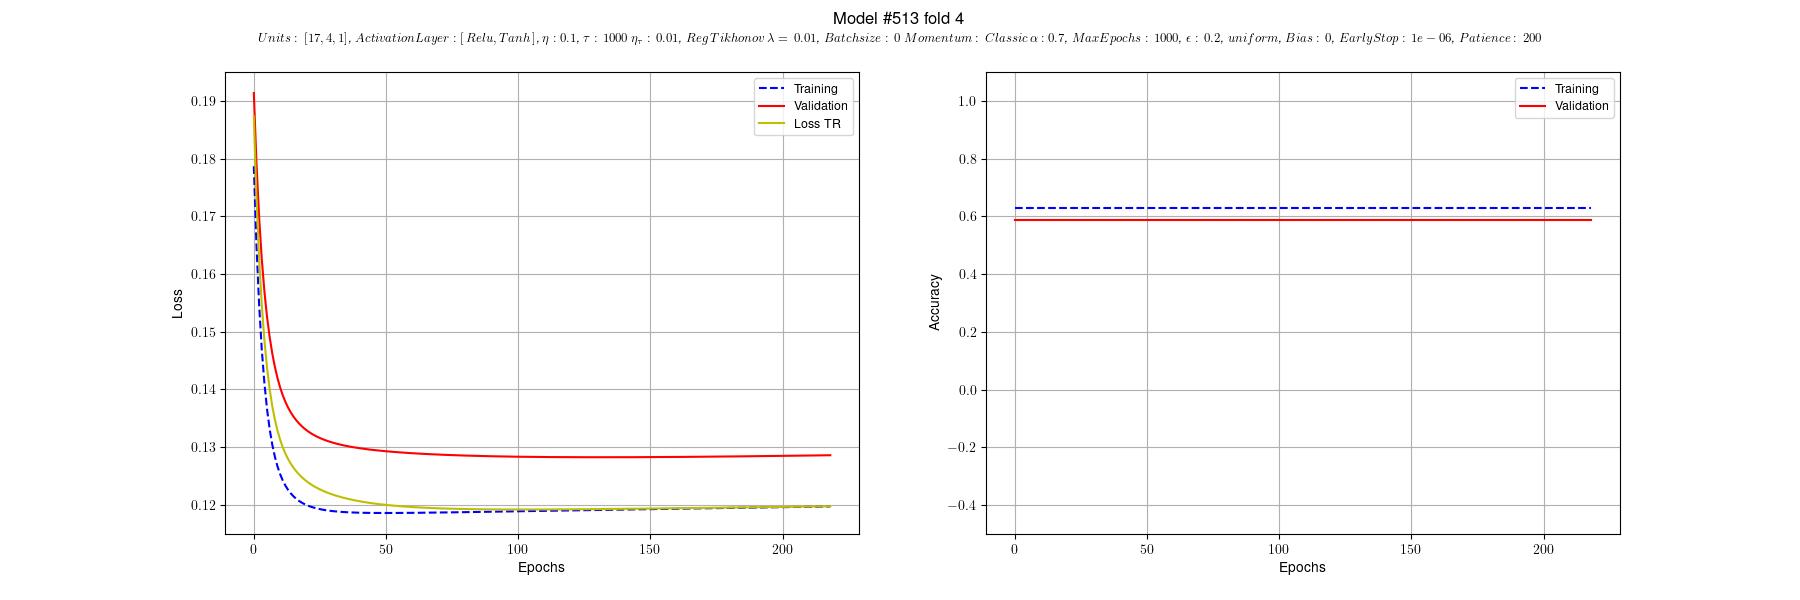 Model #513 fold 4
Units : [17, 4, 1], ActivationLayer : [Relu, Tanh], η : 0.1, τ : 1000 ητ : 0.01, RegTikhonov λ = 0.01, Batchsize : 0 Momentum : Classic α : 0.7, MaxEpochs : 1000, ϵ : 0.2, uniform, Bias : 0, EarlyStop : 1e − 06, Patience : 200
Training
Validation
Loss TR
0.19
0.18
0.17
0.16
0.15
0.14
0.13
0.12
Loss
0 50 100 150 200
Epochs
Training
Validation
1.0
0.8
0.6
0.4
0.2
0.0
−0.2
−0.4
Accuracy
0 50 100 150 200
Epochs